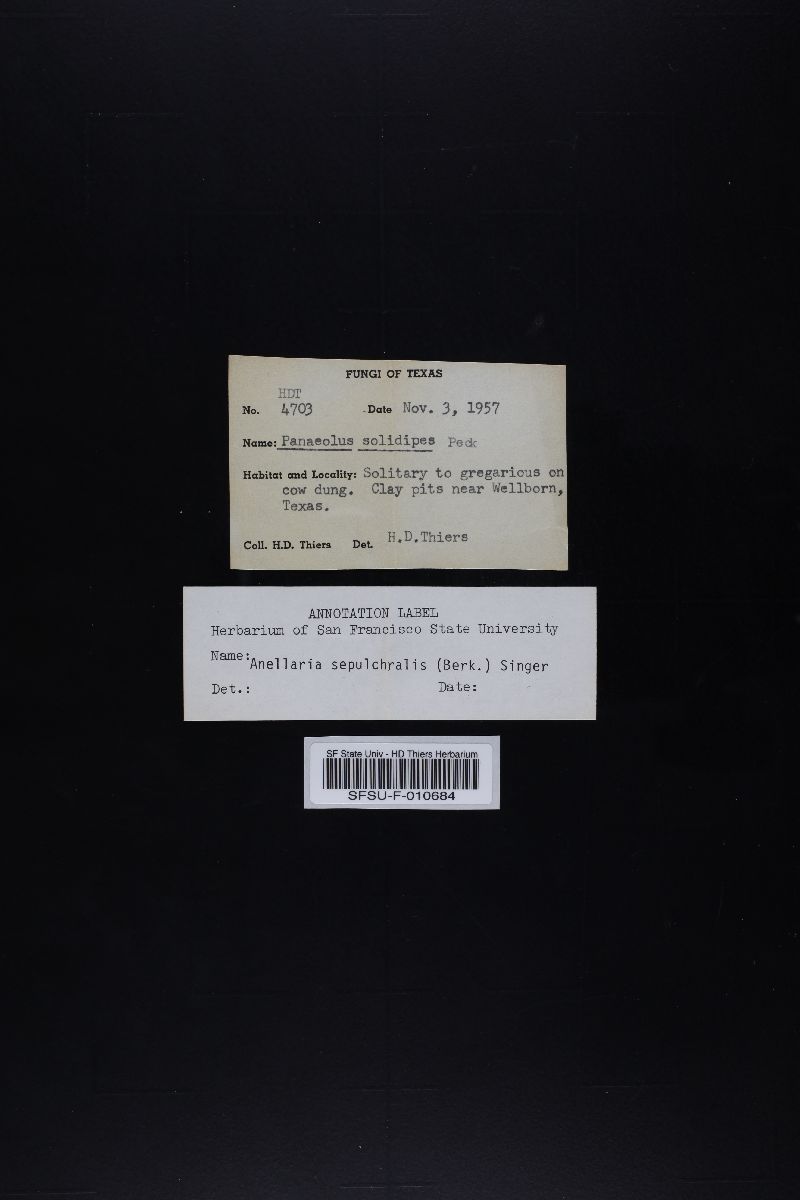 FUNGI OF TEXAS
HDT
No. 4703 Date Nov. 3, 1957
Name: Panaeolus solidipes Peck
Habitat and Locality: Solitary to gregarious on
cow dung. Clay pits near Wellborn,
Texas.
Coll. H.D. Thiers Det. H.D.Thiers
ANNOTATION LABEL
Herbarium of San Francisco State University
Name: Anellaria sepulchralis (Berk.) Singer
Det.: Date:
SF State Univ - HD Thiers Herbarium
SFSU-F-010684